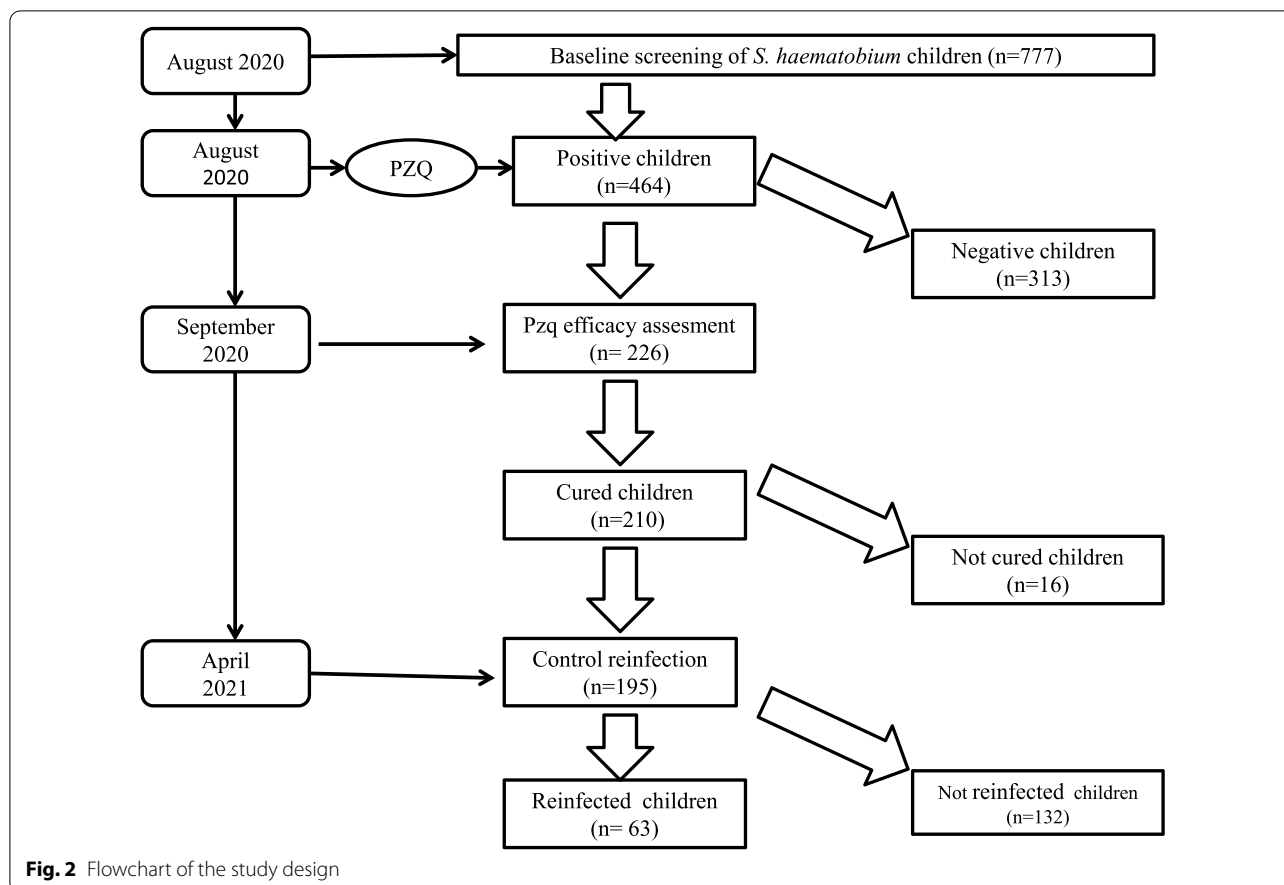 August 2020
Baseline screening of S. haematobium children (n=777)
August
2020
PZQ
Positive children
(n=464)
Negative children
(n=313)
September
2020
Pzq efficacy assesment
(n= 226)
Cured children
(n=210)
Not cured children
(n=16)
April
2021
Control reinfection
(n=195)
Reinfected children
(n= 63)
Not reinfected children
(n=132)
Fig. 2 Flowchart of the study design